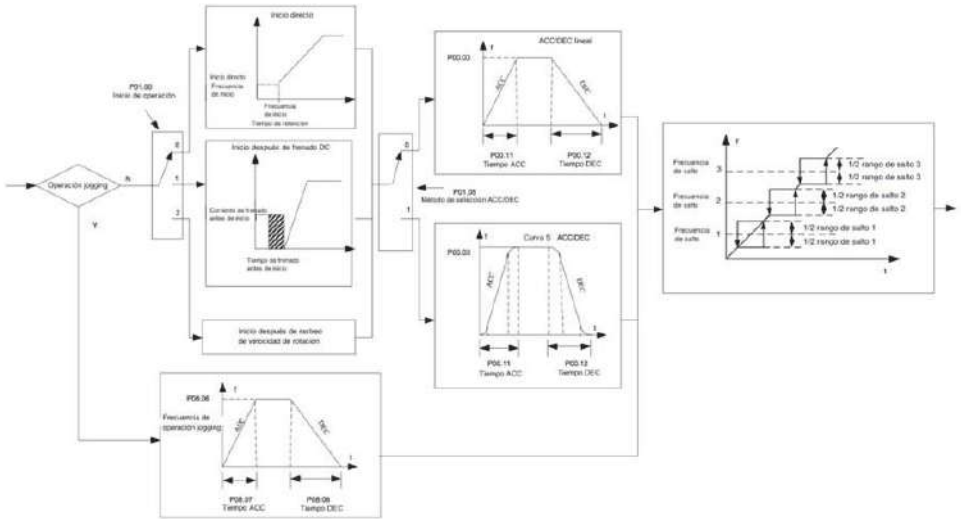 Operación jogging
N
Y
P01.00
Inicio de operación
0
1
2
Inicio directo
Inicio directo
Frecuencia
de inicio
Frecuencia
de inicio
Tiempo de retención
Inicio después de frenado DC
Corriente de frenado
antes de inicio
Tiempo de frenado
antes de inicio
Inicio después de
de velocidad de rotación
P08.06
f
Frecuencia de
operación jogging
ACC
DEC
t
P08.07
Tiempo ACC
P08.08
Tiempo DEC
0
1
P01.05
Método de selección ACC/DEC
ACC/DEC lineal
f
P00.03
ACC
DEC
t
P00.11
Tiempo ACC
P00.12
Tiempo DEC
Curva S ACC/DEC
f
P00.03
ACC
DEC
t
P00.11
Tiempo ACC
Tiempo DEC
F
Frecuencia
de salto
3
Frecuencia
de salto
2
Frecuencia
de salto
1
1/2 rango de salto 3
1/2 rango de salto 3
1/2 rango de salto 2
1/2 rango de salto 2
1/2 rango de salto 1
1/2 rango de salto 1
t